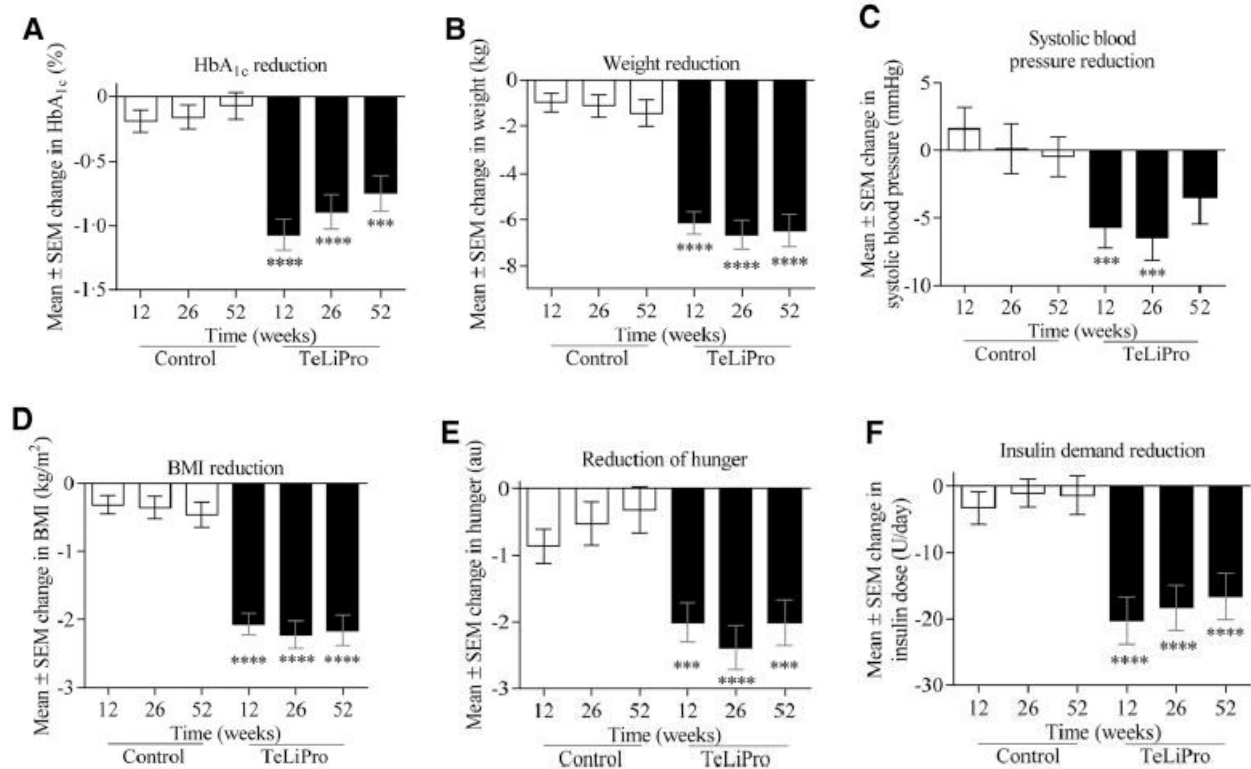 A
HbA1c reduction
Mean ± SEM change in HbA1c (%)
0
-0·5
-1·0
-1·5
****
****
***
12 26 52 12 26 52
Time (weeks)
Control TeLiPro
B
Weight reduction
Mean ± SEM change in weight (kg)
0
-2
-4
-6
-8
****
****
****
12 26 52 12 26 52
Time (weeks)
Control TeLiPro
C
Systolic blood
pressure reduction
Mean ± SEM change in
systolic blood pressure (mmHg)
5
0
-5
-10
***
***
12 26 52 12 26 52
Time (weeks)
Control TeLiPro
D
BMI reduction
Mean ± SEM change in BMI (kg/m²)
0
-1
-2
-3
****
****
****
12 26 52 12 26 52
Time (weeks)
Control TeLiPro
E
Reduction of hunger
Mean ± SEM change in hunger (au)
0
-1
-2
-3
***
****
***
12 26 52 12 26 52
Time (weeks)
Control TeLiPro
F
Insulin demand reduction
Mean ± SEM change in
insulin dose (U/day)
0
-10
-20
-30
****
****
****
12 26 52 12 26 52
Time (weeks)
Control TeLiPro